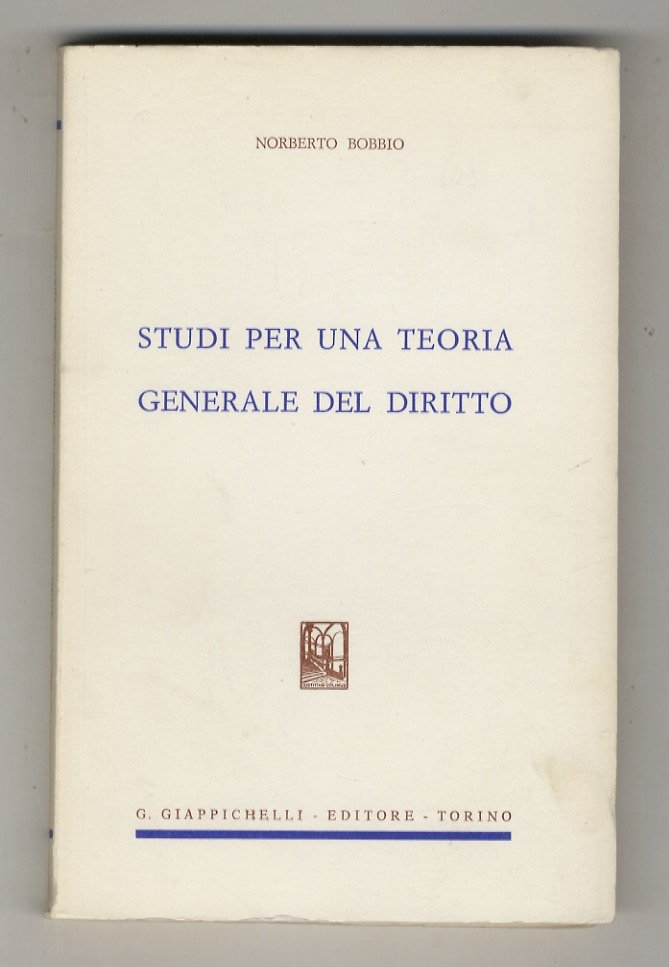 NORBERTO BOBBIO
STUDI PER UNA TEORIA
GENERALE DEL DIRITTO
G. GIAPPICHELLI - EDITORE - TORINO